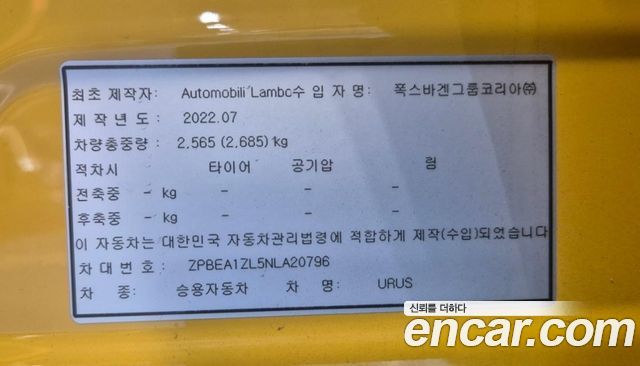 최초 제작자: Automobili Lambc수 입 자 명: 폭스바겐그룹코리아㈜
제 작 년 도 : 2022.07
차량총중량: 2,565 (2,685) kg
적차시 타이어 공기압 림
전축중 - kg - - -
후축중 - kg - - -
이 자동차는 대한민국 자동차관리법령에 적합하게 제작(수입)되었습니다
차 대 번 호 : ZPBEA1ZL5NLA20796
차 종: 승용자동차 차 명: URUS
신뢰를 더하다
encar.com